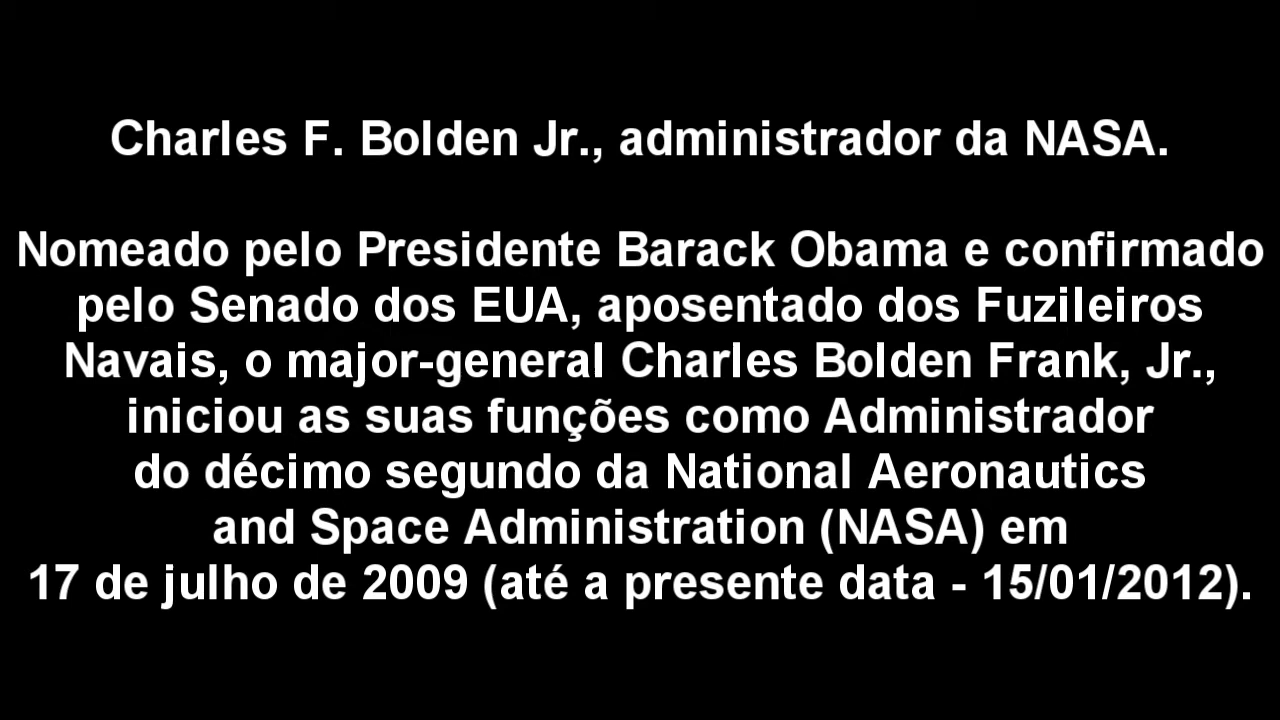 Charles F. Bolden Jr., administrador da NASA.
Nomeado pelo Presidente Barack Obama e confirmado
pelo Senado dos EUA, aposentado dos Fuzileiros
Navais, o major-general Charles Bolden Frank, Jr.,
iniciou as suas funções como Administrador
do décimo segundo da National Aeronautics
and Space Administration (NASA) em
17 de julho de 2009 (até a presente data - 15/01/2012).